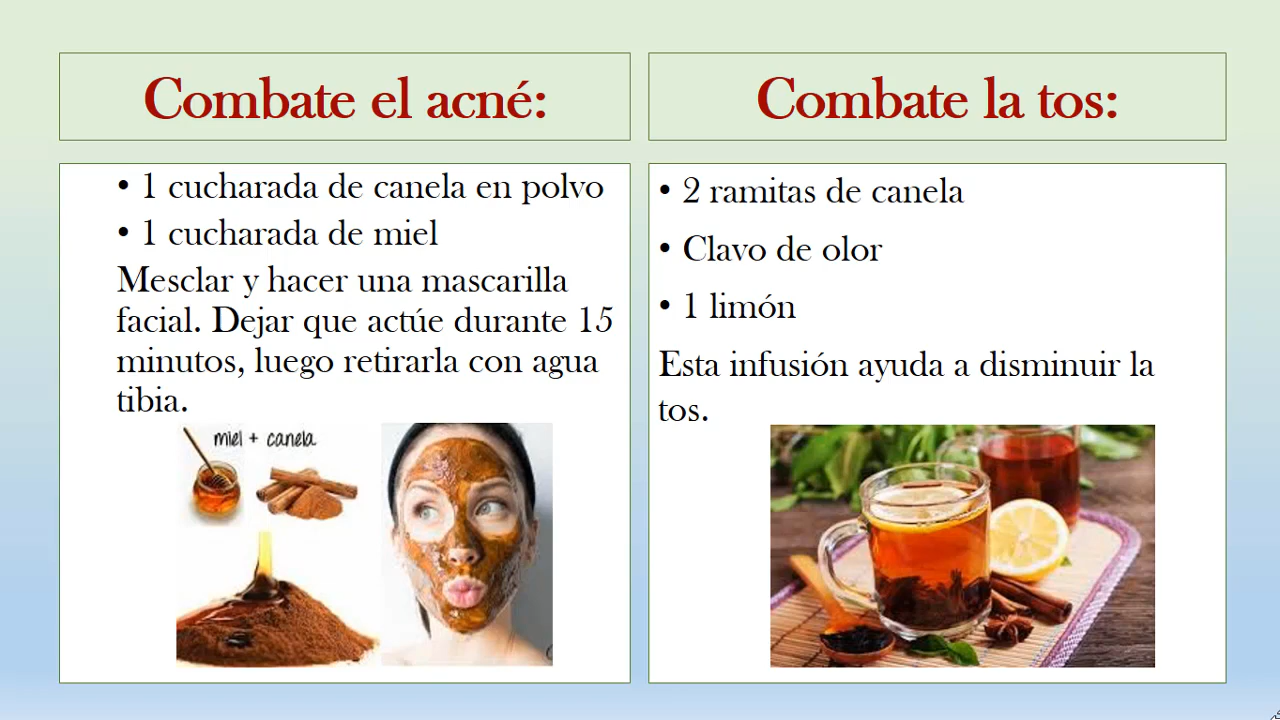 Combate el acné:
• 1 cucharada de canela en polvo
• 1 cucharada de miel
Mesclar y hacer una mascarilla
facial. Dejar que actúe durante 15
minutos, luego retirarla con agua
tibia.
miel + canela
Combate la tos:
• 2 ramitas de canela
• Clavo de olor
• 1 limón
Esta infusión ayuda a disminuir la
tos.